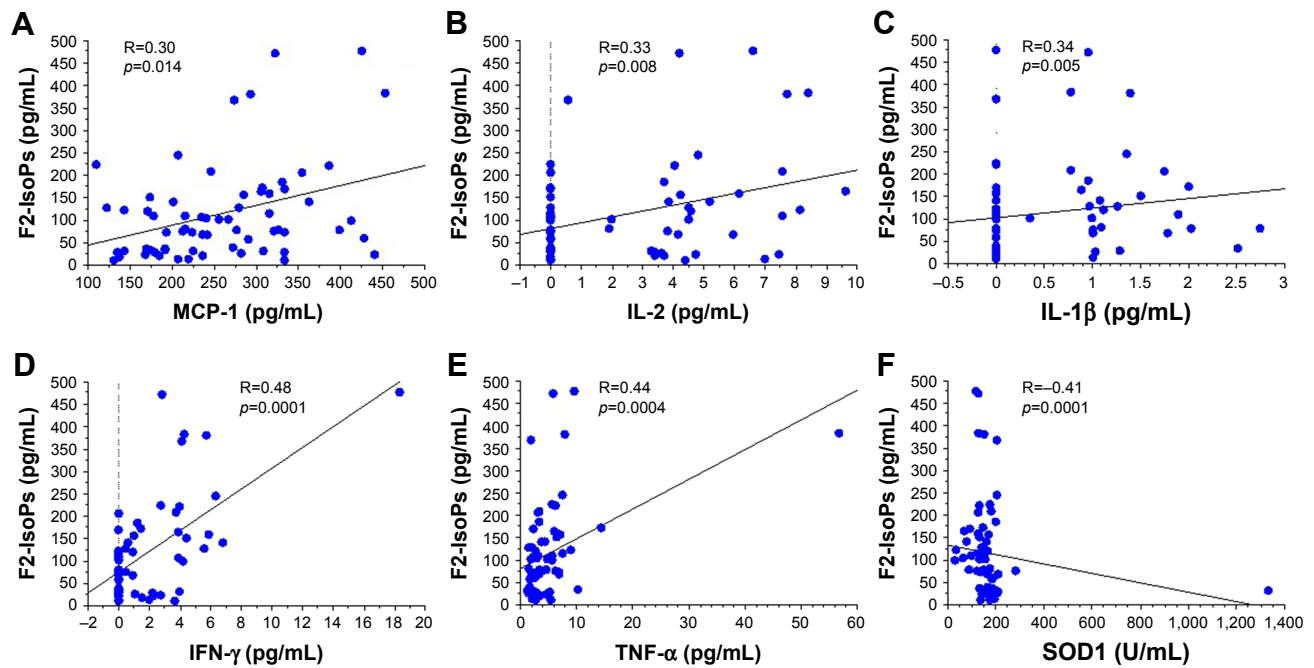 A
R=0.30
p=0.014
F2-IsoPs (pg/mL)
500
450
400
350
300
250
200
150
100
50
0
100 150 200 250 300 350 400 450 500
MCP-1 (pg/mL)
B
R=0.33
p=0.008
F2-IsoPs (pg/mL)
500
450
400
350
300
250
200
150
100
50
0
–1 0 1 2 3 4 5 6 7 8 9 10
IL-2 (pg/mL)
C
R=0.34
p=0.005
F2-IsoPs (pg/mL)
500
450
400
350
300
250
200
150
100
50
0
–0.5 0 0.5 1 1.5 2 2.5 3
IL-1β (pg/mL)
D
R=0.48
p=0.0001
F2-IsoPs (pg/mL)
500
450
400
350
300
250
200
150
100
50
0
–2 0 2 4 6 8 10 12 14 16 18 20
IFN-γ (pg/mL)
E
R=0.44
p=0.0004
F2-IsoPs (pg/mL)
500
450
400
350
300
250
200
150
100
50
0
0 10 20 30 40 50 60
TNF-α (pg/mL)
F
R=–0.41
p=0.0001
F2-IsoPs (pg/mL)
500
450
400
350
300
250
200
150
100
50
0
0 200 400 600 800 1,000 1,200 1,400
SOD1 (U/mL)